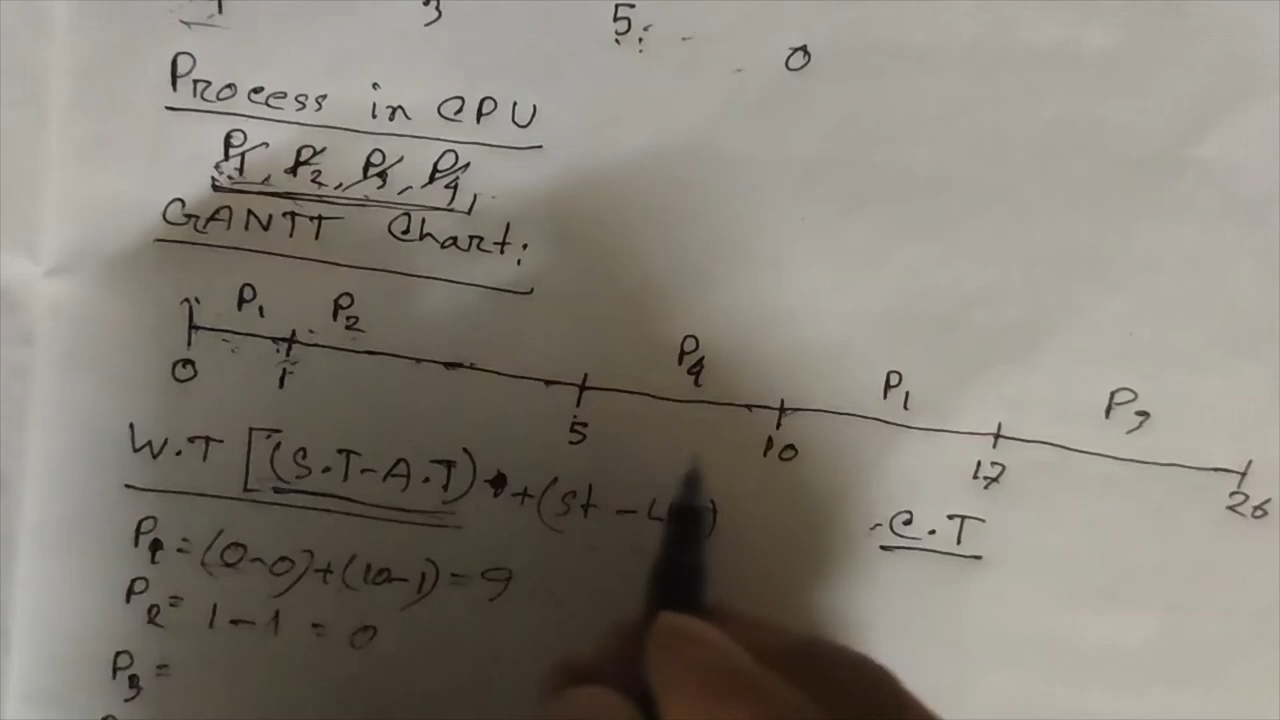 3 5
0
Process in CPU
P1, P2, P3, P4,
GANTT Chart:
P1 P2 P4 P1 P3
0 1 5 10 17 26
W.T [(S.T-A.T) +(St -
C.T
P1 = (0-0)+(10-1) = 9
P2 = 1-1 = 0
P3 =